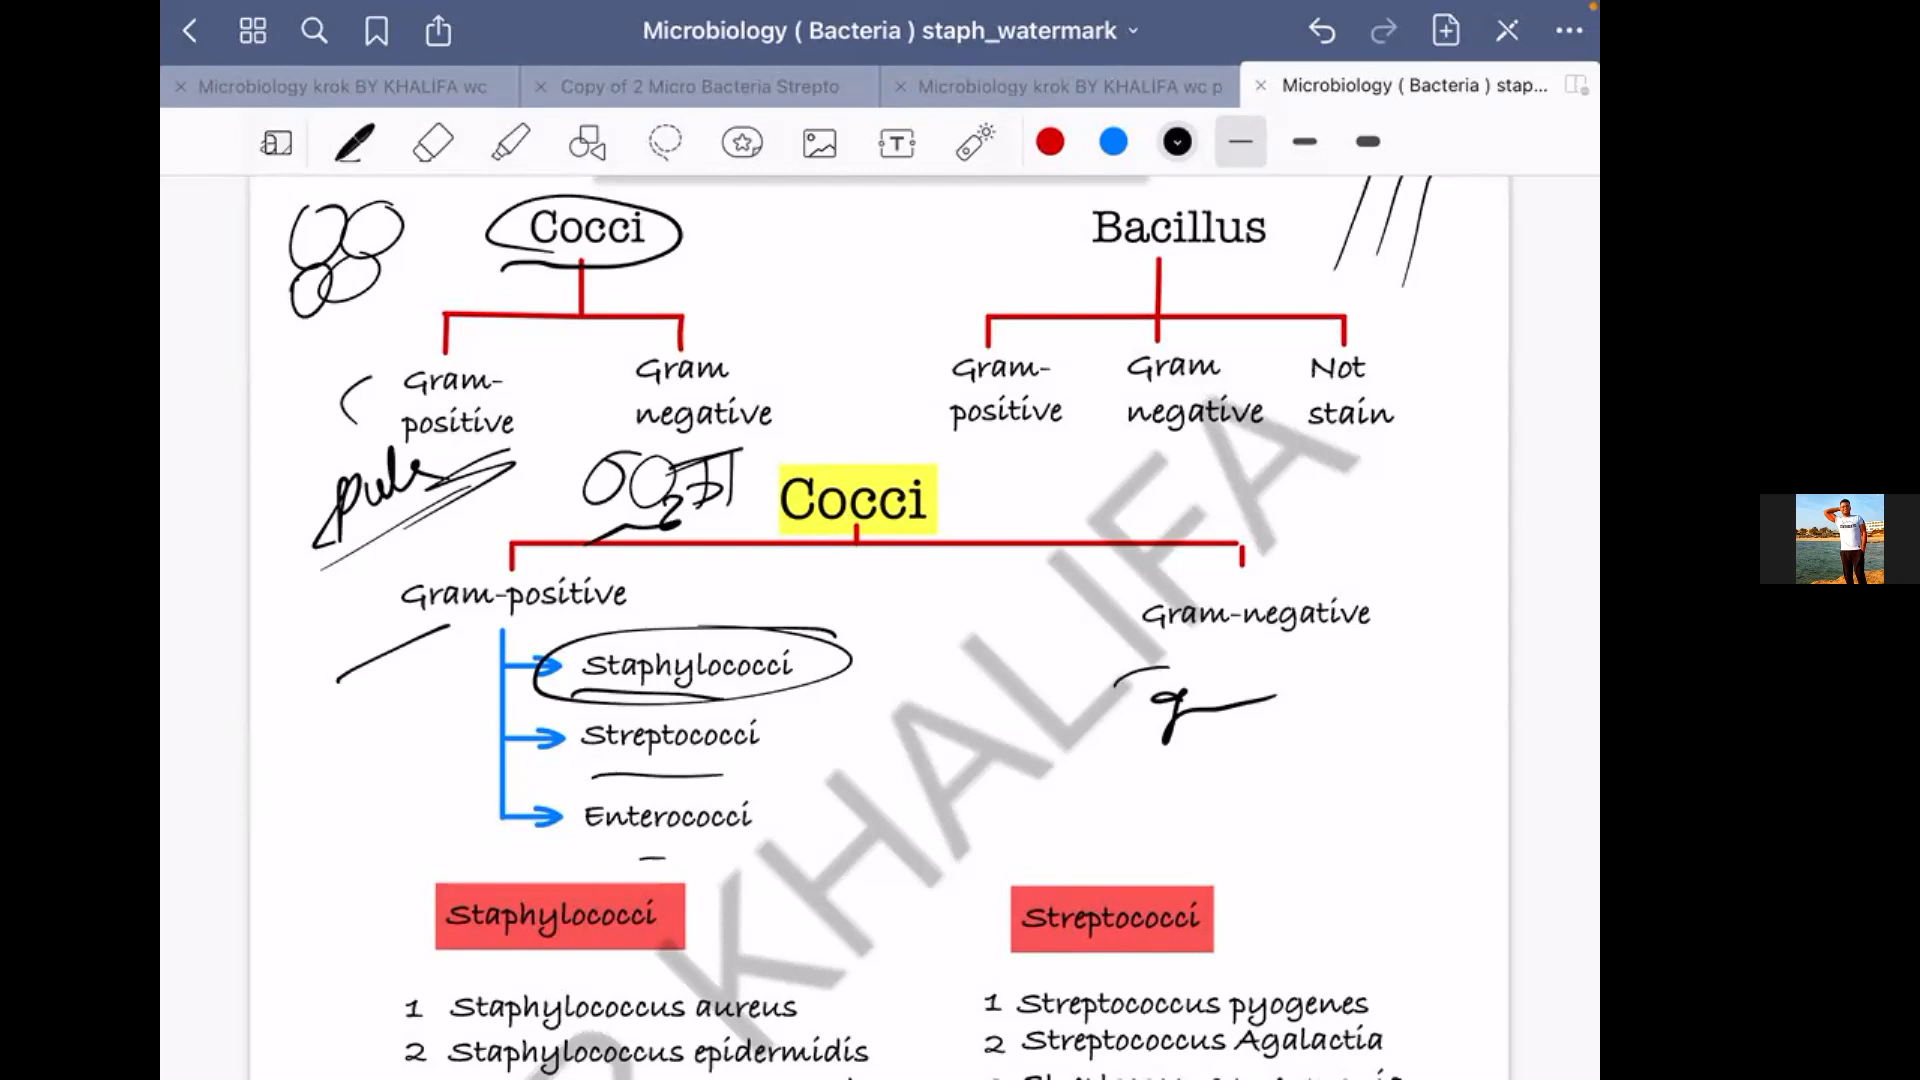 Microbiology ( Bacteria ) staph_watermark
Microbiology krok BY KHALIFA wc
Copy of 2 Micro Bacteria Strepto
Microbiology krok BY KHALIFA wc p
Microbiology ( Bacteria ) stap...
Cocci
Bacillus
Gram-
positive
Gram
negative
Gram-
positive
Gram
negative
Not
stain
Cocci
Gram-positive
Gram-negative
Staphylococci
Streptococci
Enterococci
KHALIFA
Staphylococci
Streptococci
1 Staphylococcus aureus
2 Staphylococcus epidermidis
1 Streptococcus pyogenes
2 Streptococcus Agalactia